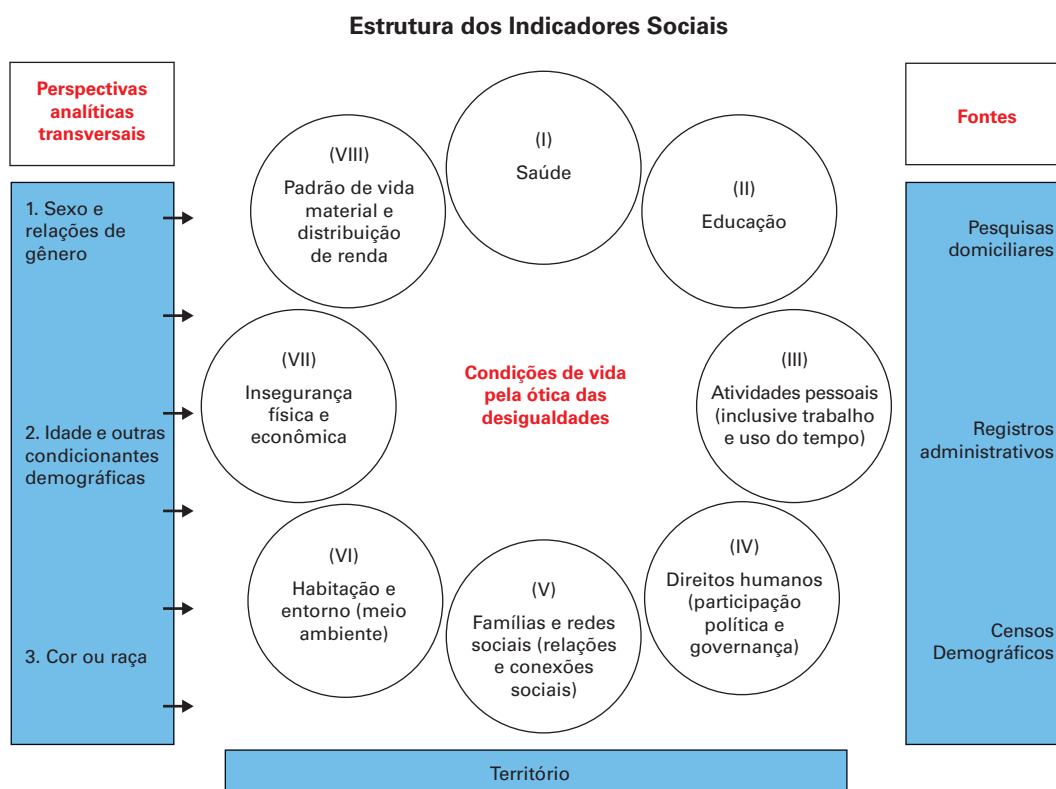 Estrutura dos Indicadores Sociais
Perspectivas
analíticas
transversais
1. Sexo e
relações de
gênero
2. Idade e outras
condicionantes
demográficas
3. Cor ou raça
(I)
Saúde
(II)
Educação
(III)
Atividades pessoais
(inclusive trabalho
e uso do tempo)
(IV)
Direitos humanos
(participação
política e
governança)
(V)
Famílias e redes
sociais (relações
e conexões
sociais)
(VI)
Habitação e
entorno (meio
ambiente)
(VII)
Insegurança
física e
econômica
(VIII)
Padrão de vida
material e
distribuição
de renda
Condições de vida
pela ótica das
desigualdades
Fontes
Pesquisas
domiciliares
Registros
administrativos
Censos
Demográficos
Território